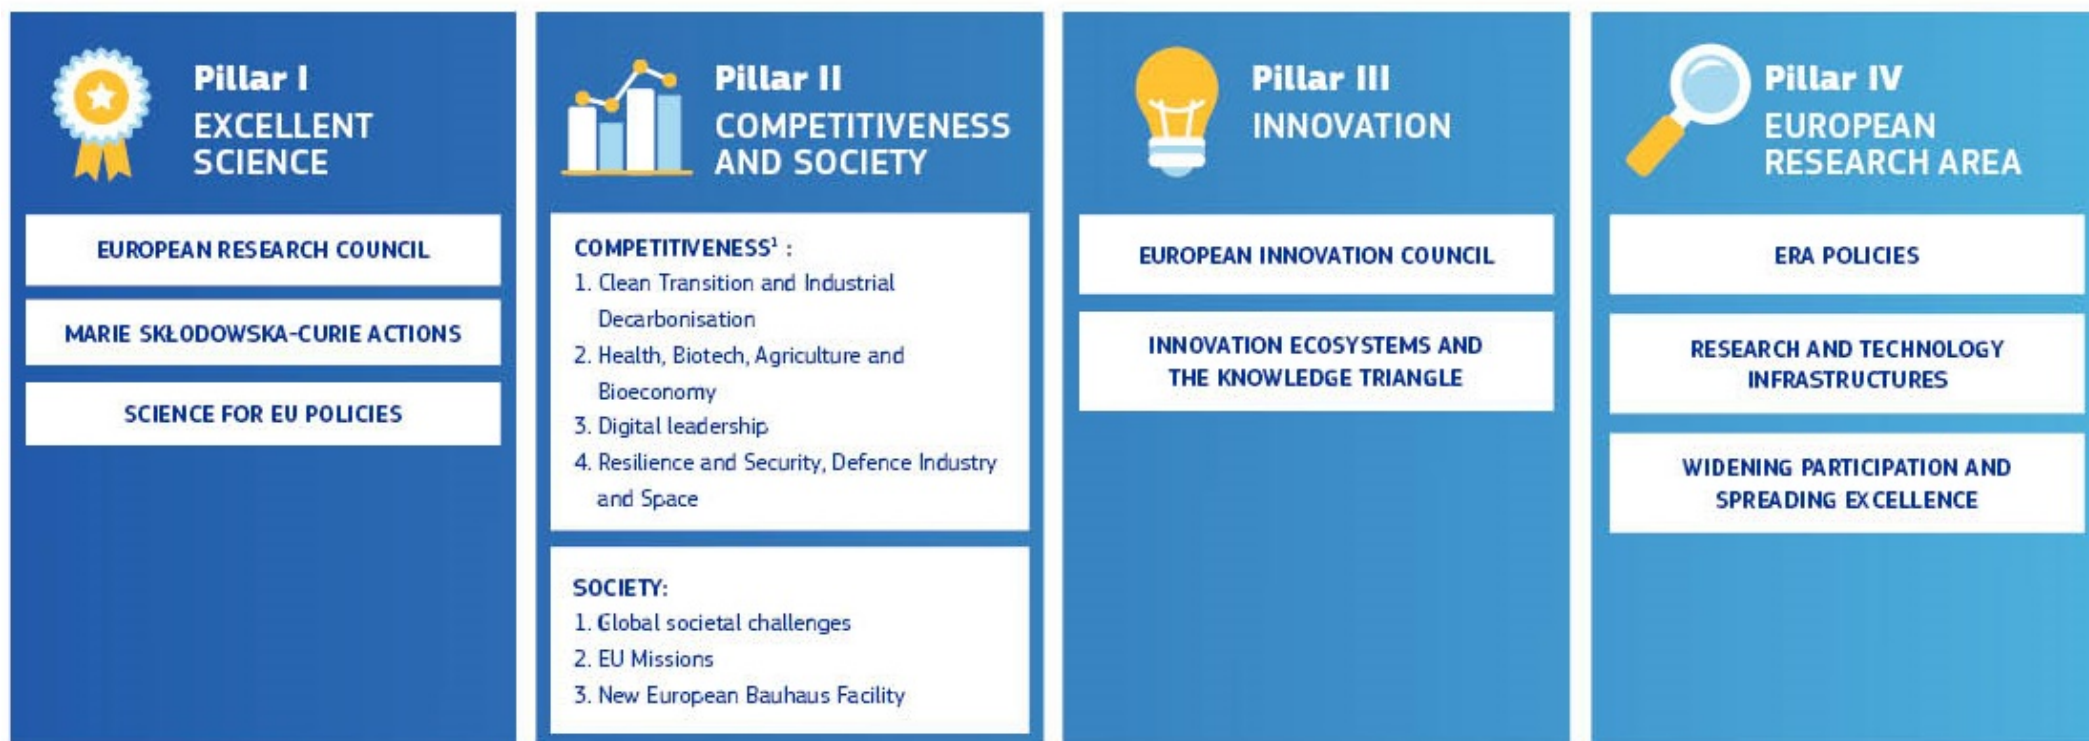 Pillar I
EXCELLENT
SCIENCE
EUROPEAN RESEARCH COUNCIL
MARIE SKŁODOWSKA-CURIE ACTIONS
SCIENCE FOR EU POLICIES
Pillar II
COMPETITIVENESS
AND SOCIETY
COMPETITIVENESS¹ :
1. Clean Transition and Industrial
Decarbonisation
2. Health, Biotech, Agriculture and
Bioeconomy
3. Digital leadership
4. Resilience and Security, Defence Industry
and Space
SOCIETY:
1. Global societal challenges
2. EU Missions
3. New European Bauhaus Facility
Pillar III
INNOVATION
EUROPEAN INNOVATION COUNCIL
INNOVATION ECOSYSTEMS AND
THE KNOWLEDGE TRIANGLE
Pillar IV
EUROPEAN
RESEARCH AREA
ERA POLICIES
RESEARCH AND TECHNOLOGY
INFRASTRUCTURES
WIDENING PARTICIPATION AND
SPREADING EXCELLENCE